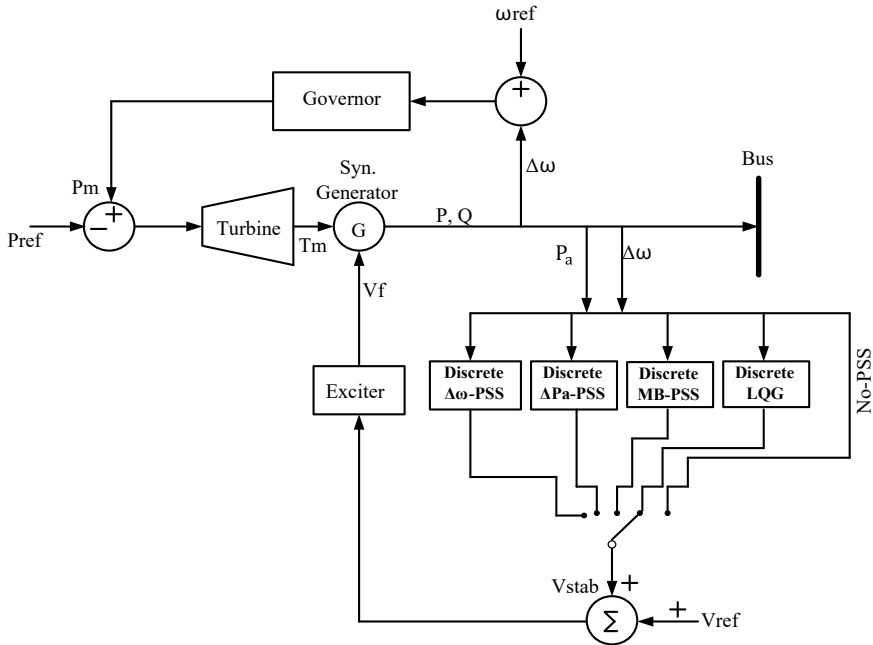 ωref
+
Governor
Δω
Bus
Syn.
Generator
Pm
+
−
Pref
Turbine
Tm
G
P, Q
Pa
Δω
Vf
Exciter
Discrete
Δω-PSS
Discrete
ΔPa-PSS
Discrete
MB-PSS
Discrete
LQG
No-PSS
Vstab
+
Σ
+
Vref